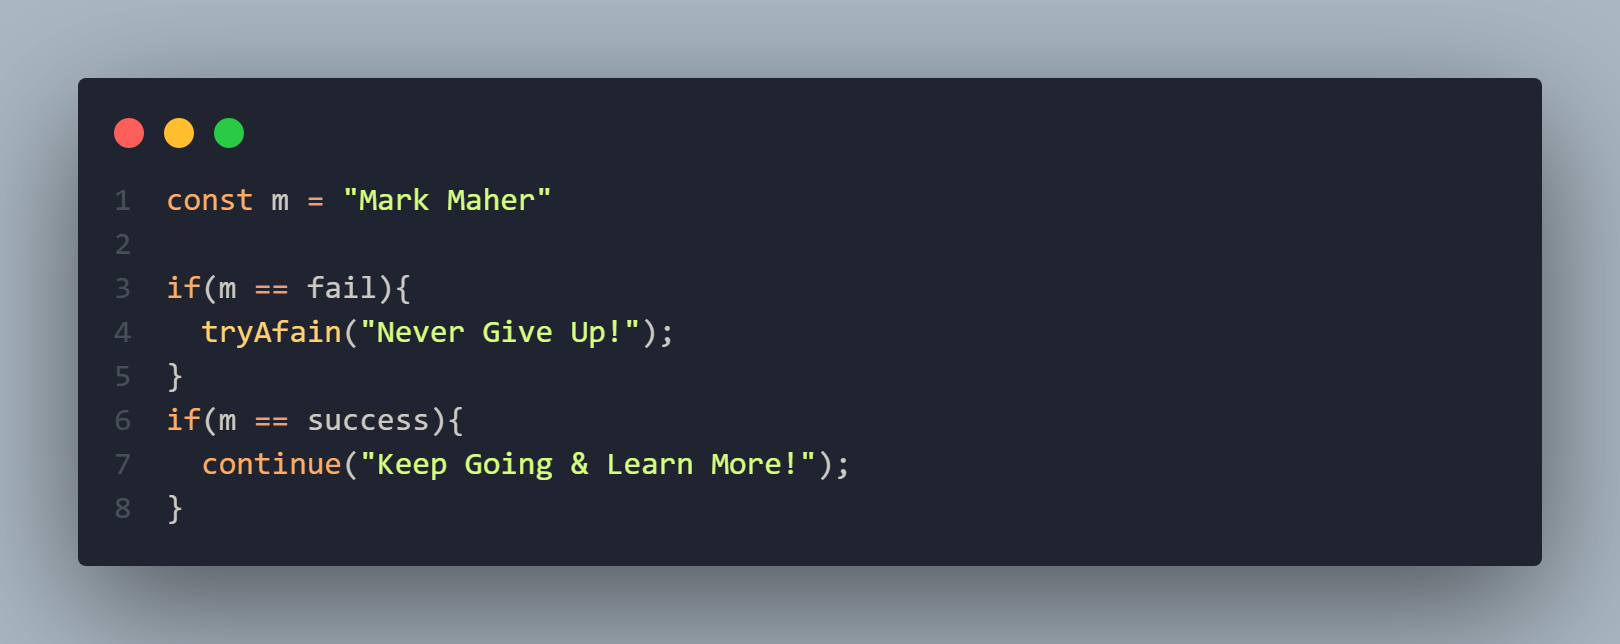 1 const m = "Mark Maher"
2
3 if(m == fail){
4   tryAfain("Never Give Up!");
5 }
6 if(m == success){
7   continue("Keep Going & Learn More!");
8 }